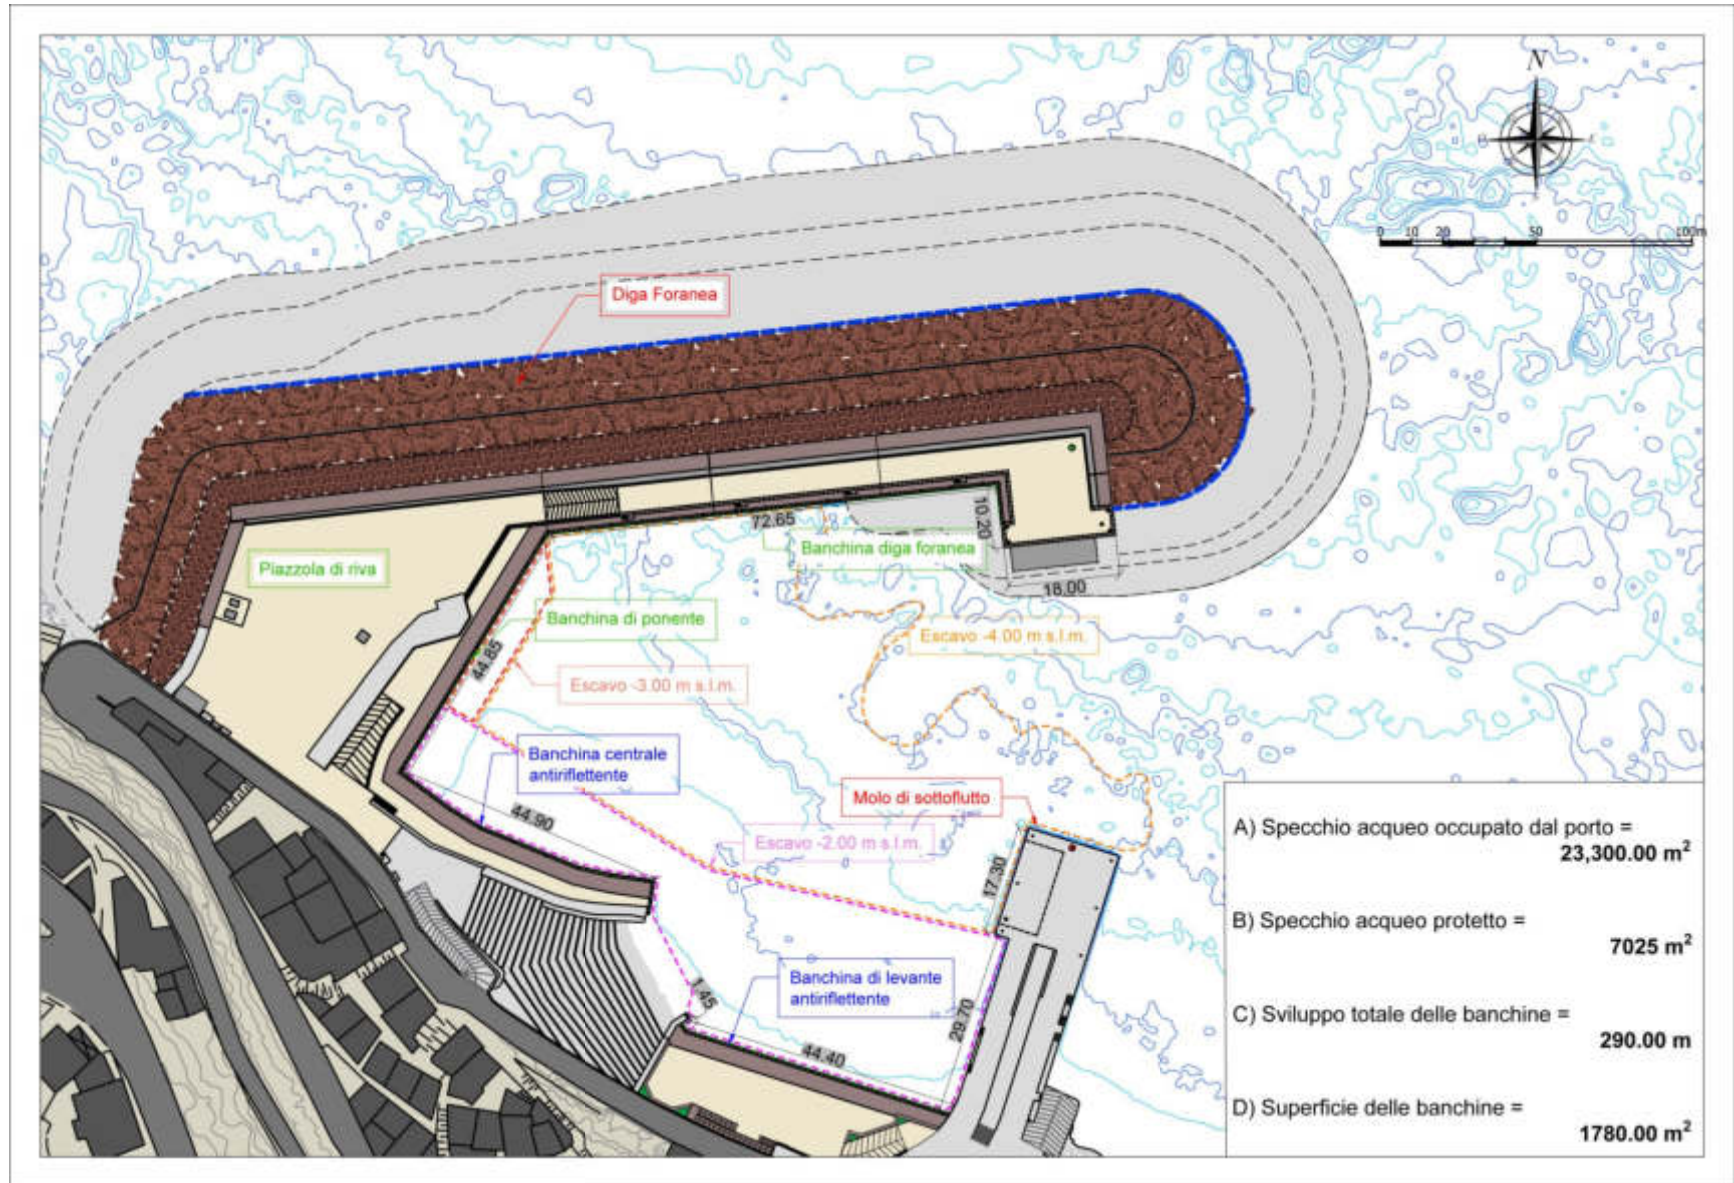 N
0 10 20 50 100m
Diga Foranea
72.65
10.20
Banchina diga foranea
Piazzola di riva
18.00
Banchina di ponente
Escavo -4.00 m s.l.m.
44.85
Escavo -3.00 m s.l.m.
Banchina centrale
antiriflettente
Molo di sottoflutto
44.90
Escavo -2.00 m s.l.m.
17.30
Banchina di levante
antiriflettente
1.45
29.70
44.40
A) Specchio acqueo occupato dal porto =
23,300.00 m²
B) Specchio acqueo protetto =
7025 m²
C) Sviluppo totale delle banchine =
290.00 m
D) Superficie delle banchine =
1780.00 m²